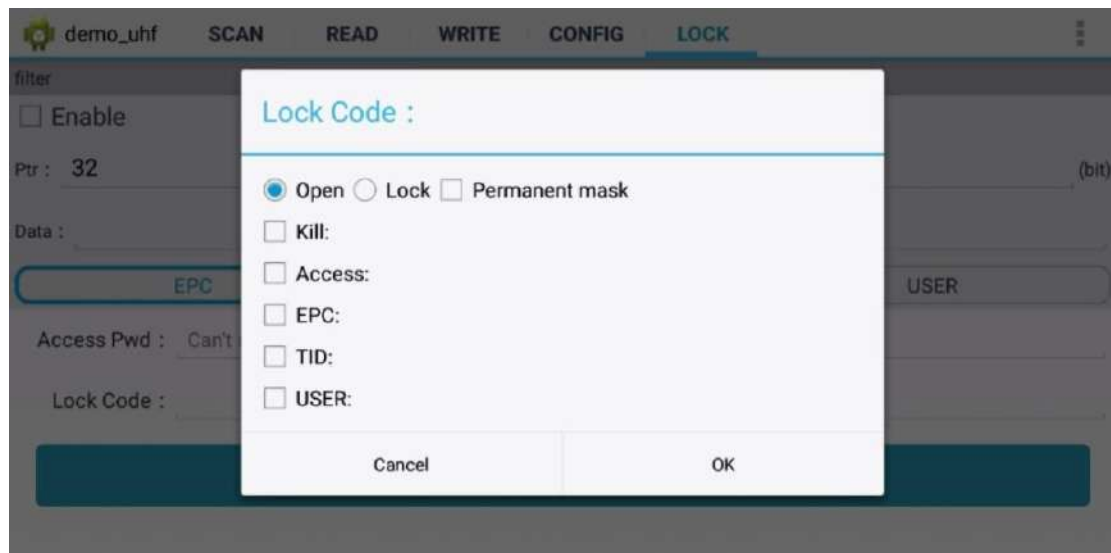 demo_uhf SCAN READ WRITE CONFIG LOCK
filter
Enable
Ptr : 32 (bit)
Data :
EPC USER
Access Pwd : Can't
Lock Code :
Lock Code :
Open Lock Permanent mask
Kill:
Access:
EPC:
TID:
USER:
Cancel OK